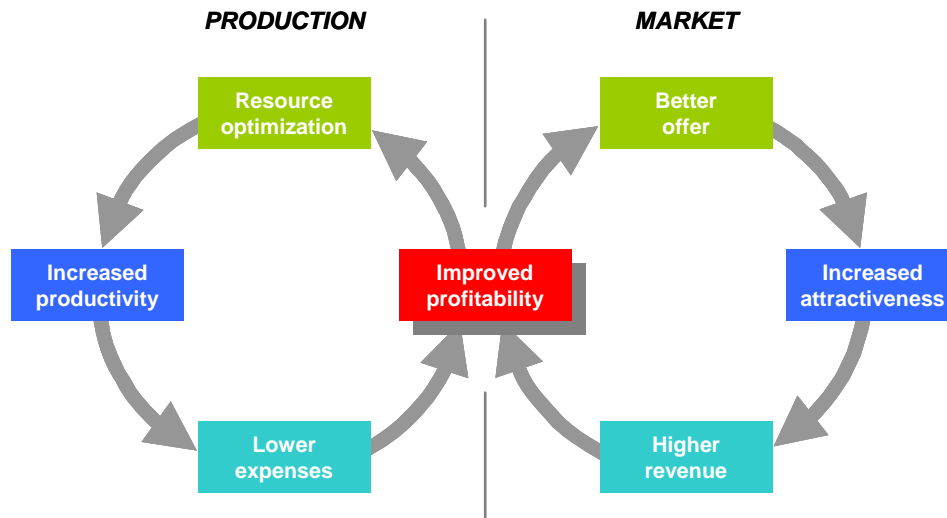 PRODUCTION
MARKET
Resource
optimization
Better
offer
Increased
productivity
Improved
profitability
Increased
attractiveness
Lower
expenses
Higher
revenue